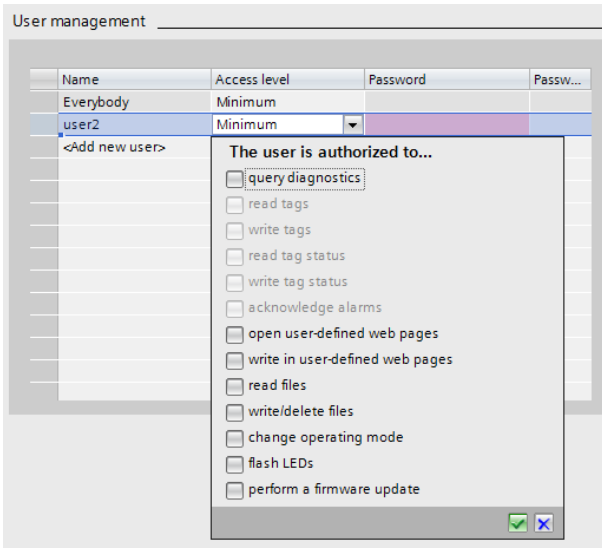 User management
Name Access level Password Passw...
Everybody Minimum
user2 Minimum
<Add new user>
The user is authorized to...
query diagnostics
read tags
write tags
read tag status
write tag status
acknowledge alarms
open user-defined web pages
write in user-defined web pages
read files
write/delete files
change operating mode
flash LEDs
perform a firmware update